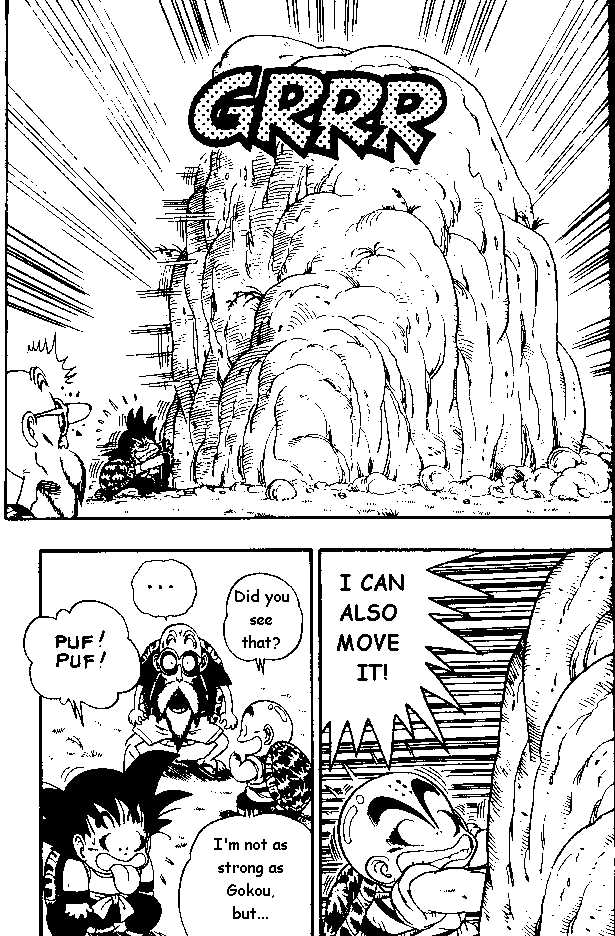 GRRR
PUF!
PUF!
...
Did you
see
that?
I'm not as
strong as
Gokou,
but...
I CAN
ALSO
MOVE
IT!